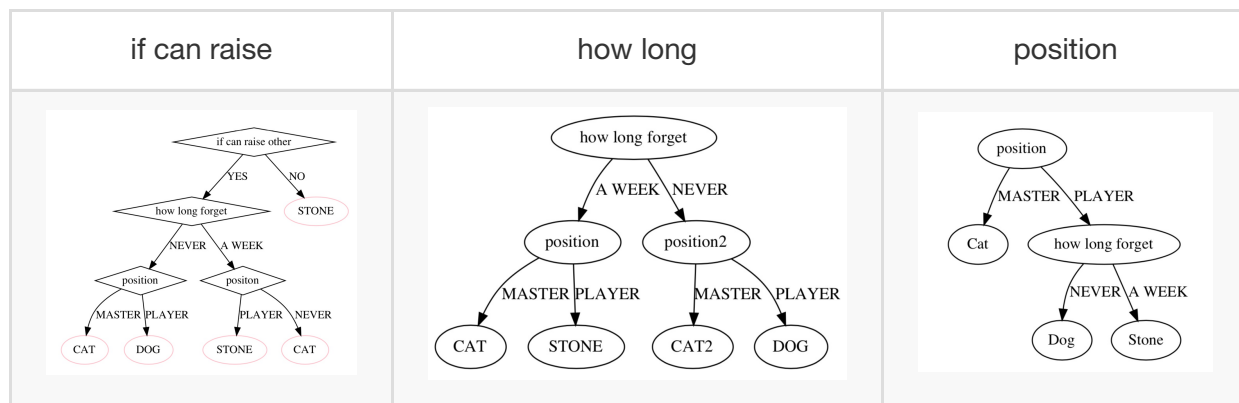 if can raise
how long
position
if can raise other
YES
NO
how long forget
STONE
NEVER
A WEEK
position
positon
MASTER
PLAYER
PLAYER
NEVER
CAT
DOG
STONE
CAT
how long forget
A WEEK
NEVER
position
position2
MASTER
PLAYER
MASTER
PLAYER
CAT
STONE
CAT2
DOG
position
MASTER
PLAYER
Cat
how long forget
NEVER
A WEEK
Dog
Stone